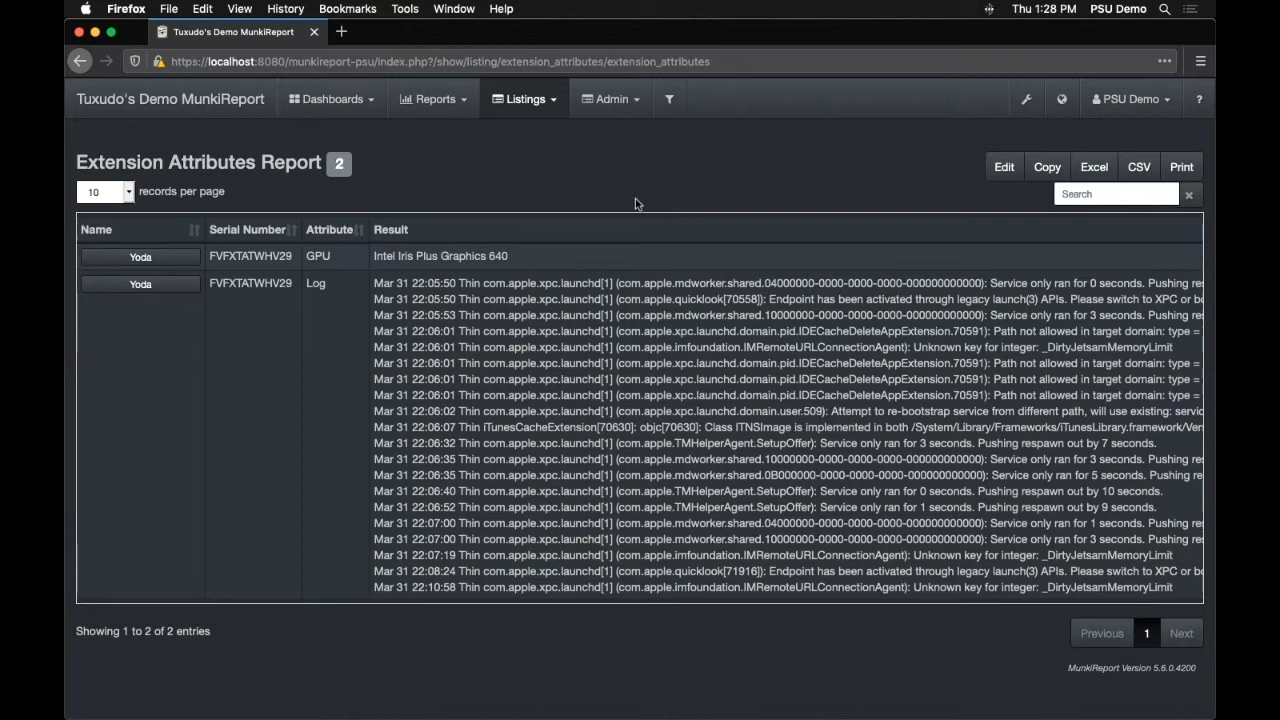 Firefox File Edit View History Bookmarks Tools Window Help Thu 1:28 PM PSU Demo
Tuxudo's Demo MunkiReport
https://localhost:8080/munkireport-psu/index.php?/show/listing/extension_attributes/extension_attributes
Tuxudo's Demo MunkiReport Dashboards Reports Listings Admin PSU Demo ?
Extension Attributes Report 2
Edit Copy Excel CSV Print
10 records per page
Search
Name Serial Number Attribute Result
Yoda FVFXTATWHV29 GPU Intel Iris Plus Graphics 640
Yoda FVFXTATWHV29 Log Mar 31 22:05:50 Thin com.apple.xpc.launchd[1] (com.apple.mdworker.shared.04000000-0000-0000-0000-000000000000): Service only ran for 0 seconds. Pushing res
Mar 31 22:05:50 Thin com.apple.xpc.launchd[1] (com.apple.quicklook[70558]): Endpoint has been activated through legacy launch(3) APIs. Please switch to XPC or bo
Mar 31 22:05:53 Thin com.apple.xpc.launchd[1] (com.apple.mdworker.shared.10000000-0000-0000-0000-000000000000): Service only ran for 3 seconds. Pushing res
Mar 31 22:06:01 Thin com.apple.xpc.launchd[1] (com.apple.xpc.launchd.domain.pid.IDECacheDeleteAppExtension.70591): Path not allowed in target domain: type =
Mar 31 22:06:01 Thin com.apple.xpc.launchd[1] (com.apple.imfoundation.IMRemoteURLConnectionAgent): Unknown key for integer: _DirtyJetsamMemoryLimit
Mar 31 22:06:01 Thin com.apple.xpc.launchd[1] (com.apple.xpc.launchd.domain.pid.IDECacheDeleteAppExtension.70591): Path not allowed in target domain: type =
Mar 31 22:06:01 Thin com.apple.xpc.launchd[1] (com.apple.xpc.launchd.domain.pid.IDECacheDeleteAppExtension.70591): Path not allowed in target domain: type =
Mar 31 22:06:01 Thin com.apple.xpc.launchd[1] (com.apple.xpc.launchd.domain.pid.IDECacheDeleteAppExtension.70591): Path not allowed in target domain: type =
Mar 31 22:06:02 Thin com.apple.xpc.launchd[1] (com.apple.xpc.launchd.domain.user.509): Attempt to re-bootstrap service from different path, will use existing: servic
Mar 31 22:06:07 Thin iTunesCacheExtension[70630]: objc[70630]: Class ITNSImage is implemented in both /System/Library/Frameworks/iTunesLibrary.framework/Vers
Mar 31 22:06:32 Thin com.apple.xpc.launchd[1] (com.apple.TMHelperAgent.SetupOffer): Service only ran for 3 seconds. Pushing respawn out by 7 seconds.
Mar 31 22:06:35 Thin com.apple.xpc.launchd[1] (com.apple.mdworker.shared.10000000-0000-0000-0000-000000000000): Service only ran for 3 seconds. Pushing res
Mar 31 22:06:35 Thin com.apple.xpc.launchd[1] (com.apple.mdworker.shared.0B000000-0000-0000-0000-000000000000): Service only ran for 5 seconds. Pushing re
Mar 31 22:06:40 Thin com.apple.xpc.launchd[1] (com.apple.TMHelperAgent.SetupOffer): Service only ran for 0 seconds. Pushing respawn out by 10 seconds.
Mar 31 22:06:52 Thin com.apple.xpc.launchd[1] (com.apple.TMHelperAgent.SetupOffer): Service only ran for 1 seconds. Pushing respawn out by 9 seconds.
Mar 31 22:07:00 Thin com.apple.xpc.launchd[1] (com.apple.mdworker.shared.04000000-0000-0000-0000-000000000000): Service only ran for 1 seconds. Pushing res
Mar 31 22:07:00 Thin com.apple.xpc.launchd[1] (com.apple.mdworker.shared.10000000-0000-0000-0000-000000000000): Service only ran for 3 seconds. Pushing res
Mar 31 22:07:19 Thin com.apple.xpc.launchd[1] (com.apple.imfoundation.IMRemoteURLConnectionAgent): Unknown key for integer: _DirtyJetsamMemoryLimit
Mar 31 22:08:24 Thin com.apple.xpc.launchd[1] (com.apple.quicklook[71916]): Endpoint has been activated through legacy launch(3) APIs. Please switch to XPC or bo
Mar 31 22:10:58 Thin com.apple.xpc.launchd[1] (com.apple.imfoundation.IMRemoteURLConnectionAgent): Unknown key for integer: _DirtyJetsamMemoryLimit
Showing 1 to 2 of 2 entries
Previous 1 Next
MunkiReport Version 5.6.0.4200